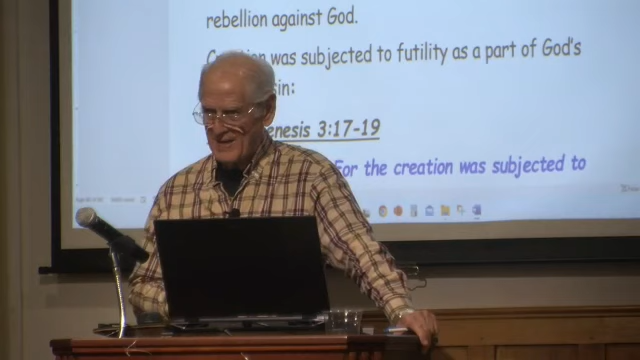 rebellion against God.
Creation was subjected to futility as a part of God's
in:
enesis 3:17-19
For the creation was subjected to